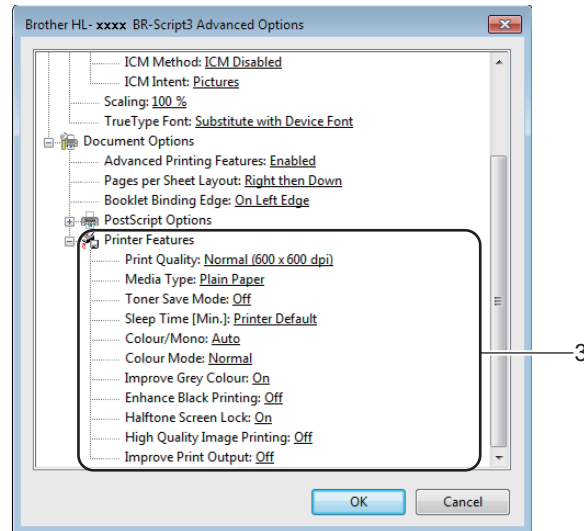 Brother HL- xxxx BR-Script3 Advanced Options
ICM Method: ICM Disabled
ICM Intent: Pictures
Scaling: 100 %
TrueType Font: Substitute with Device Font
Document Options
Advanced Printing Features: Enabled
Pages per Sheet Layout: Right then Down
Booklet Binding Edge: On Left Edge
PostScript Options
Printer Features
Print Quality: Normal (600 x 600 dpi)
Media Type: Plain Paper
Toner Save Mode: Off
Sleep Time [Min.]: Printer Default
Colour/Mono: Auto
Colour Mode: Normal
Improve Grey Colour: On
Enhance Black Printing: Off
Halftone Screen Lock: On
High Quality Image Printing: Off
Improve Print Output: Off
3
OK Cancel